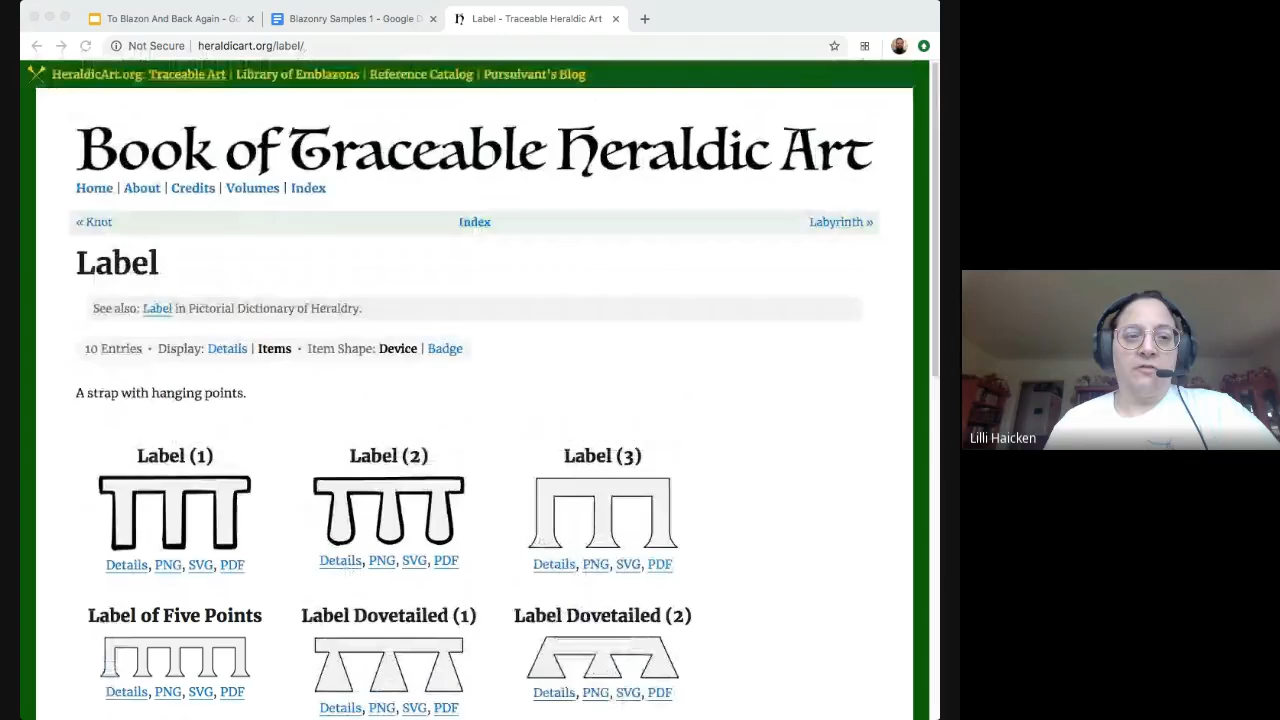 To Blazon And Back Again - Go
Blazonry Samples 1 - Google D
Label - Traceable Heraldic Art
Not Secure | heraldicart.org/label/
HeraldicArt.org: Traceable Art | Library of Emblazons | Reference Catalog | Pursuivant's Blog
Book of Traceable Heraldic Art
Home | About | Credits | Volumes | Index
« Knot
Index
Labyrinth »
Label
See also: Label in Pictorial Dictionary of Heraldry.
10 Entries • Display: Details | Items • Item Shape: Device | Badge
A strap with hanging points.
Label (1)
Label (2)
Label (3)
Details, PNG, SVG, PDF
Details, PNG, SVG, PDF
Details, PNG, SVG, PDF
Label of Five Points
Label Dovetailed (1)
Label Dovetailed (2)
Details, PNG, SVG, PDF
Details, PNG, SVG, PDF
Details, PNG, SVG, PDF
Lilli Haicken